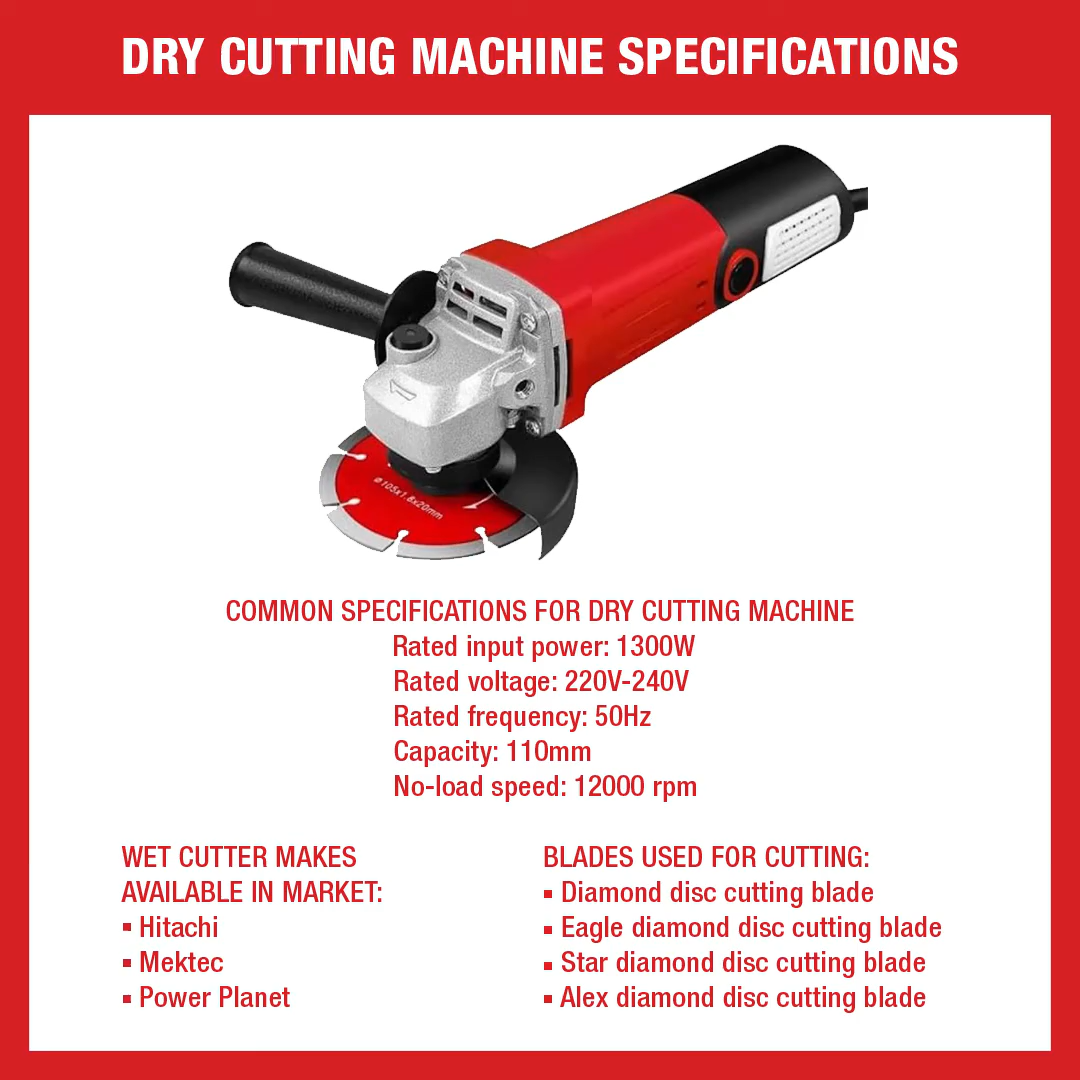 DRY CUTTING MACHINE SPECIFICATIONS
ø105x1.8x20mm
COMMON SPECIFICATIONS FOR DRY CUTTING MACHINE
Rated input power: 1300W
Rated voltage: 220V-240V
Rated frequency: 50Hz
Capacity: 110mm
No-load speed: 12000 rpm
WET CUTTER MAKES
AVAILABLE IN MARKET:
▪ Hitachi
▪ Mektec
▪ Power Planet
BLADES USED FOR CUTTING:
▪ Diamond disc cutting blade
▪ Eagle diamond disc cutting blade
▪ Star diamond disc cutting blade
▪ Alex diamond disc cutting blade